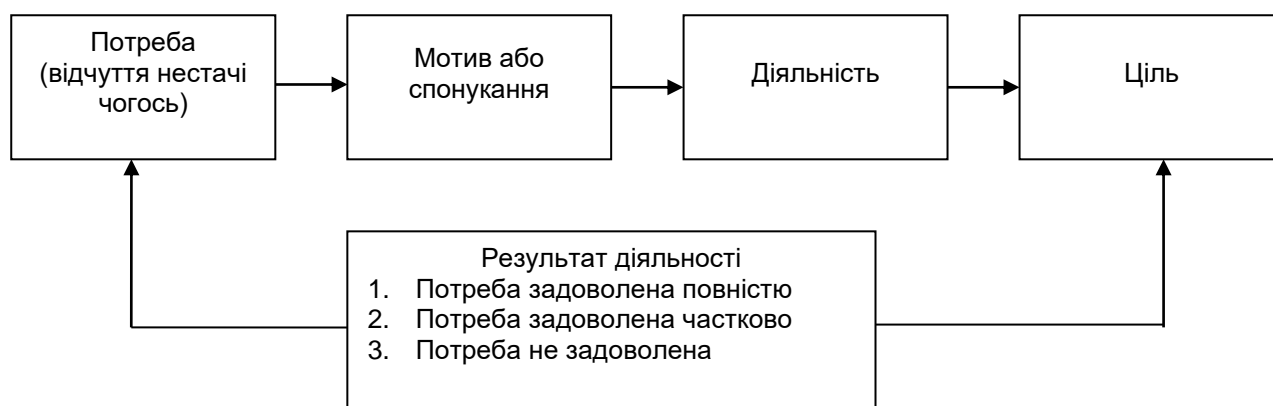 Потреба
(відчуття нестачі
чогось)
Мотив або
спонукання
Діяльність
Ціль
Результат діяльності
1. Потреба задоволена повністю
2. Потреба задоволена частково
3. Потреба не задоволена